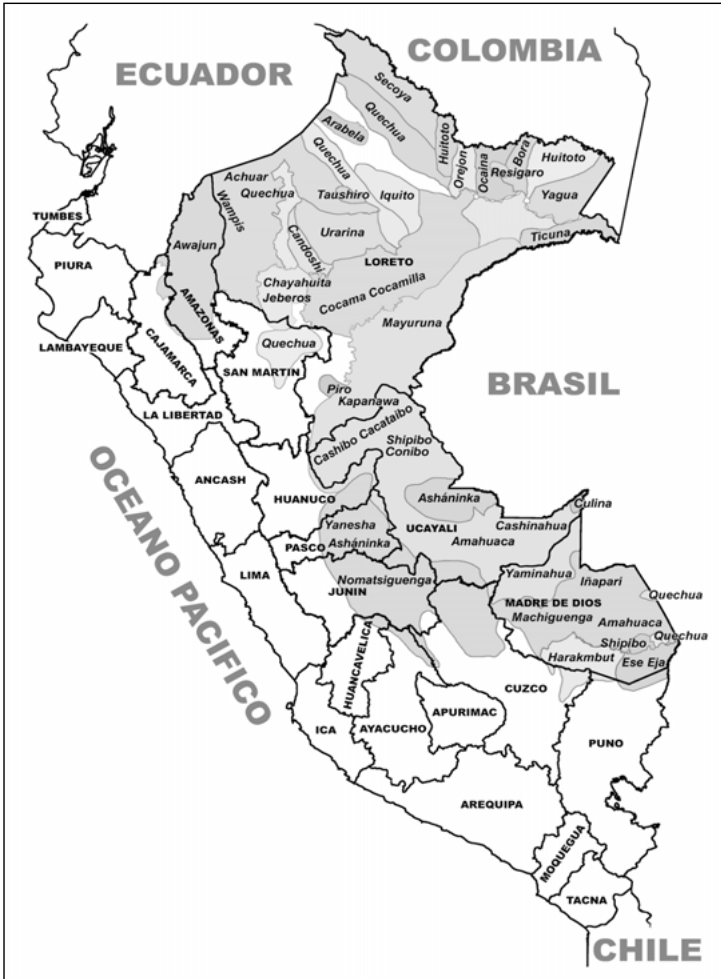 COLOMBIA
ECUADOR
Secoya
Quechua
Arabela
Huitoto
Orejon
Ocaina
Bora
Resigaro
Huitoto
Quechua
Achuar
Quechua
Wampis
Taushiro
Iquito
Yagua
TUMBES
Awajun
Candoshi
Urarina
Ticuna
PIURA
LORETO
AMAZONAS
Chayahuita
Jeberos
Cocama Cocamilla
Mayuruna
LAMBAYEQUE
CAJAMARCA
Quechua
SAN MARTIN
BRASIL
Piro
Kapanawa
LA LIBERTAD
Cashibo Cacataibo
Shipibo
Conibo
OCEANO PACIFICO
ANCASH
HUANUCO
Asháninka
Culina
Yanesha
UCAYALI
Cashinahua
Amahuaca
PASCO
Asháninka
LIMA
Nomatsiguenga
JUNIN
Yaminahua
Iñapari
Quechua
MADRE DE DIOS
Machiguenga
Amahuaca
Shipibo
Quechua
HUANCAVELICA
Harakmbut
Ese Eja
CUZCO
APURIMAC
ICA
AYACUCHO
PUNO
AREQUIPA
MOQUEGUA
TACNA
CHILE